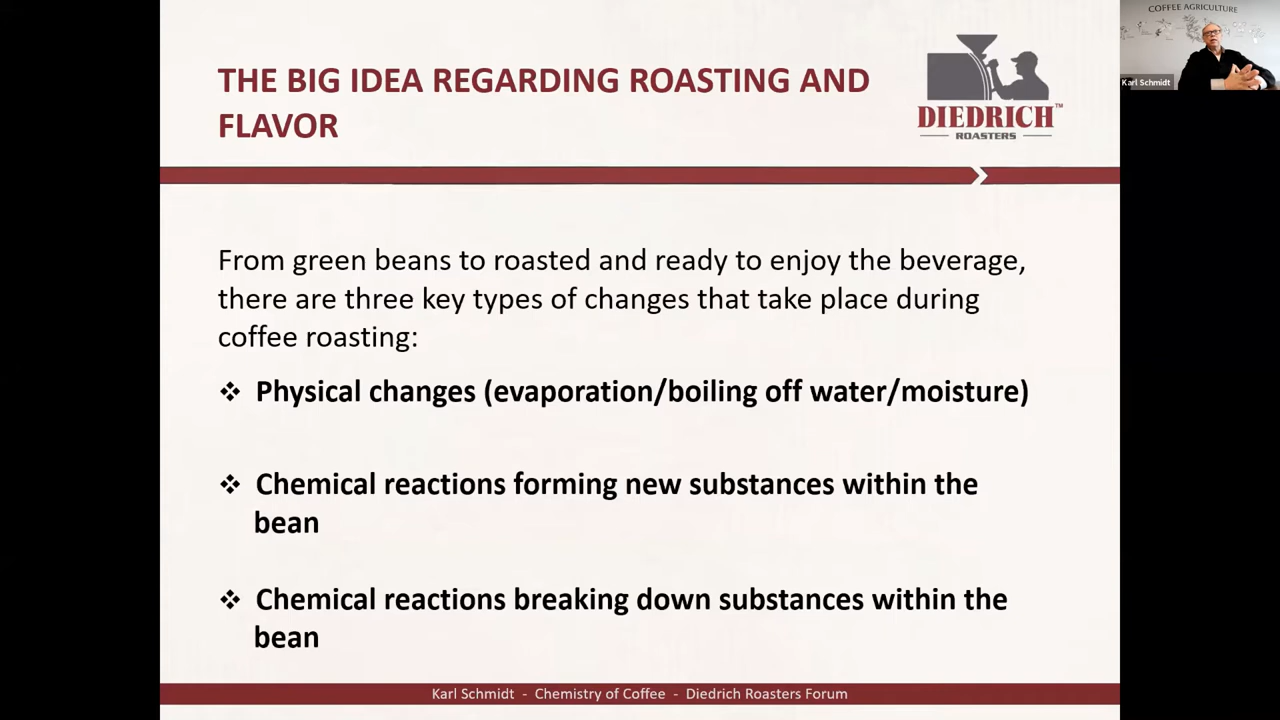 COFFEE AGRICULTURE
Karl Schmidt
THE BIG IDEA REGARDING ROASTING AND
FLAVOR
DIEDRICH™
ROASTERS
From green beans to roasted and ready to enjoy the beverage,
there are three key types of changes that take place during
coffee roasting:
❖ Physical changes (evaporation/boiling off water/moisture)
❖ Chemical reactions forming new substances within the
bean
❖ Chemical reactions breaking down substances within the
bean
Karl Schmidt - Chemistry of Coffee - Diedrich Roasters Forum